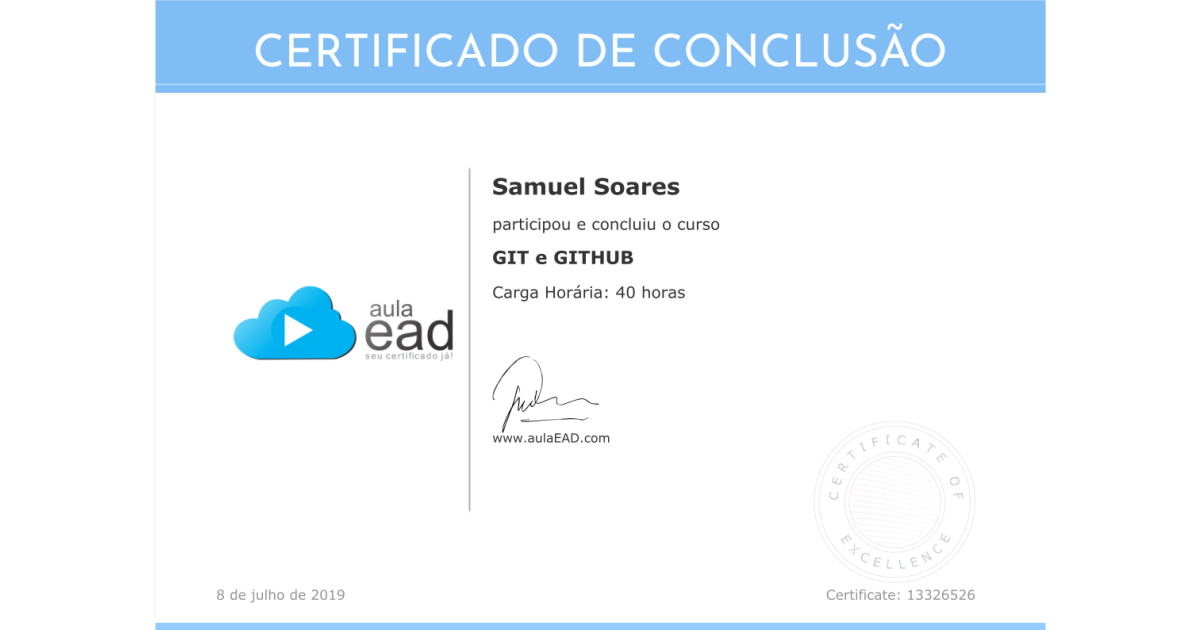 CERTIFICADO DE CONCLUSÃO
Samuel Soares
participou e concluiu o curso
GIT e GITHUB
Carga Horária: 40 horas
aula
ead
seu certificado já!
www.aulaEAD.com
CERTIFICATE OF
EXCELLENCE
8 de julho de 2019
Certificate: 13326526